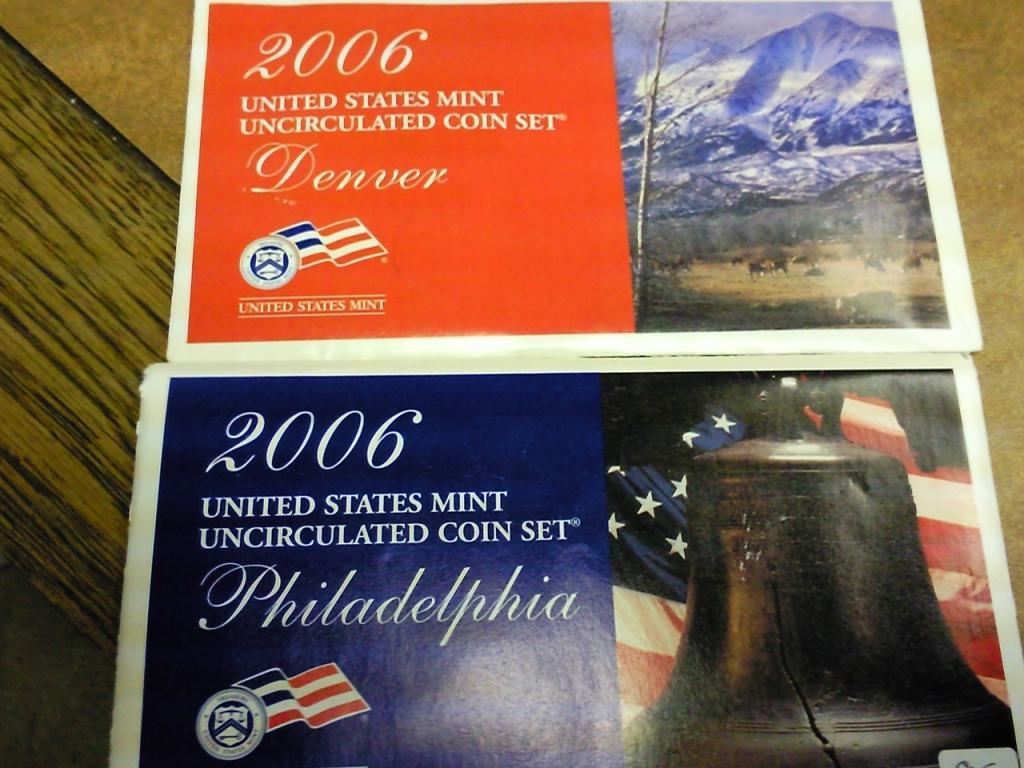 2006
UNITED STATES MINT
UNCIRCULATED COIN SET®
Denver
UNITED STATES MINT
2006
UNITED STATES MINT
UNCIRCULATED COIN SET®
Philadelphia